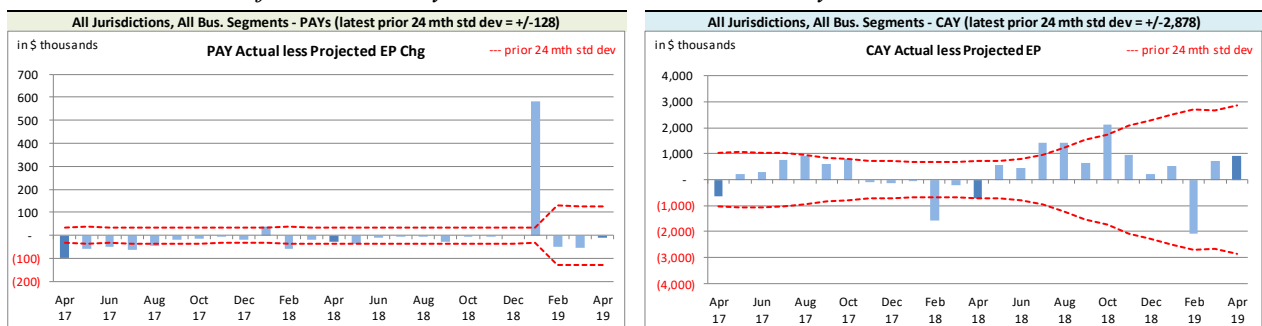 All Jurisdictions, All Bus. Segments - PAYs (latest prior 24 mth std dev = +/-128)
in $ thousands
PAY Actual less Projected EP Chg
--- prior 24 mth std dev
700
600
500
400
300
200
100
-
(100)
(200)
Apr 17 Jun 17 Aug 17 Oct 17 Dec 17 Feb 18 Apr 18 Jun 18 Aug 18 Oct 18 Dec 18 Feb 19 Apr 19
All Jurisdictions, All Bus. Segments - CAY (latest prior 24 mth std dev = +/-2,878)
in $ thousands
CAY Actual less Projected EP
--- prior 24 mth std dev
4,000
3,000
2,000
1,000
-
(1,000)
(2,000)
(3,000)
(4,000)
Apr 17 Jun 17 Aug 17 Oct 17 Dec 17 Feb 18 Apr 18 Jun 18 Aug 18 Oct 18 Dec 18 Feb 19 Apr 19